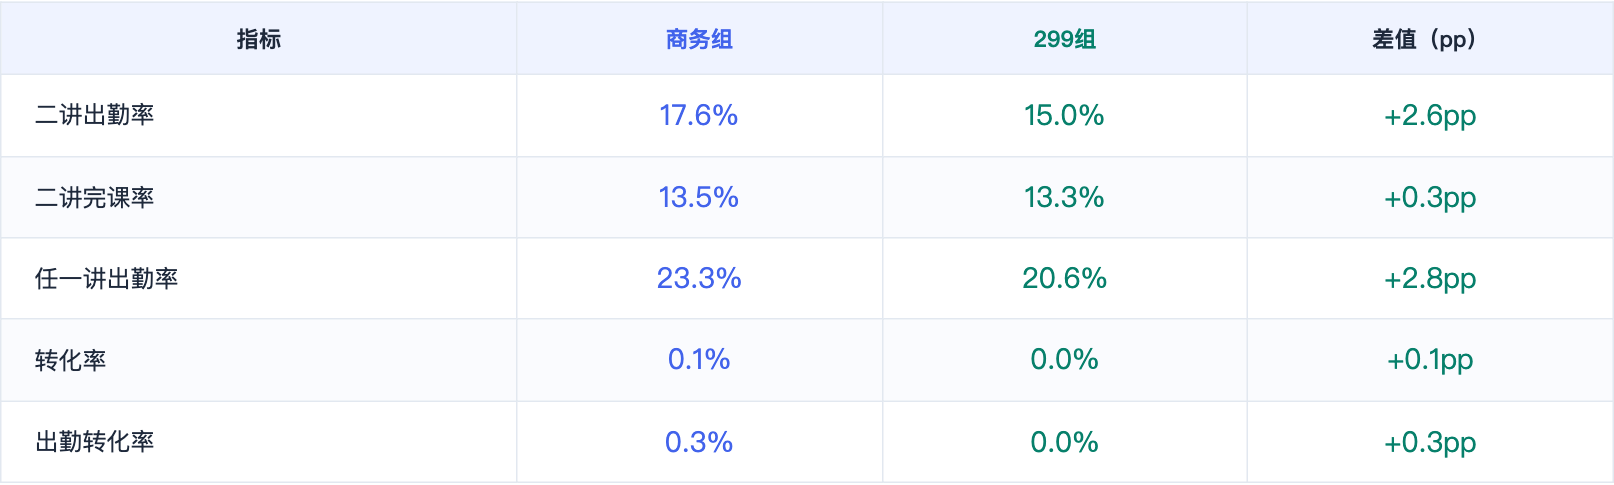 指标 商务组 299组 差值（pp）
二讲出勤率 17.6% 15.0% +2.6pp
二讲完课率 13.5% 13.3% +0.3pp
任一讲出勤率 23.3% 20.6% +2.8pp
转化率 0.1% 0.0% +0.1pp
出勤转化率 0.3% 0.0% +0.3pp